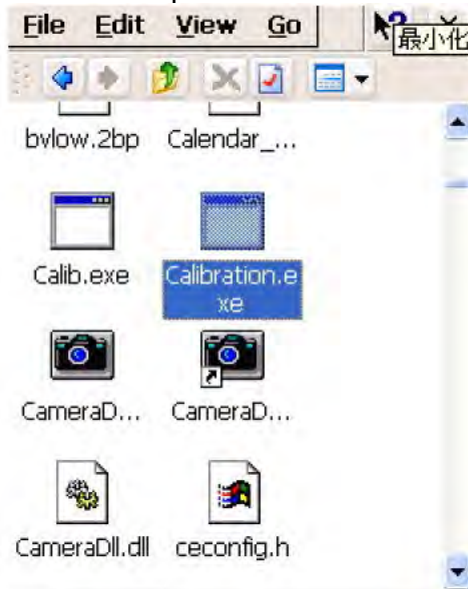 File Edit View Go
最小化
bvlow.2bp Calendar_...
Calib.exe Calibration.e
xe
CameraD... CameraD...
CameraDll.dll ceconfig.h